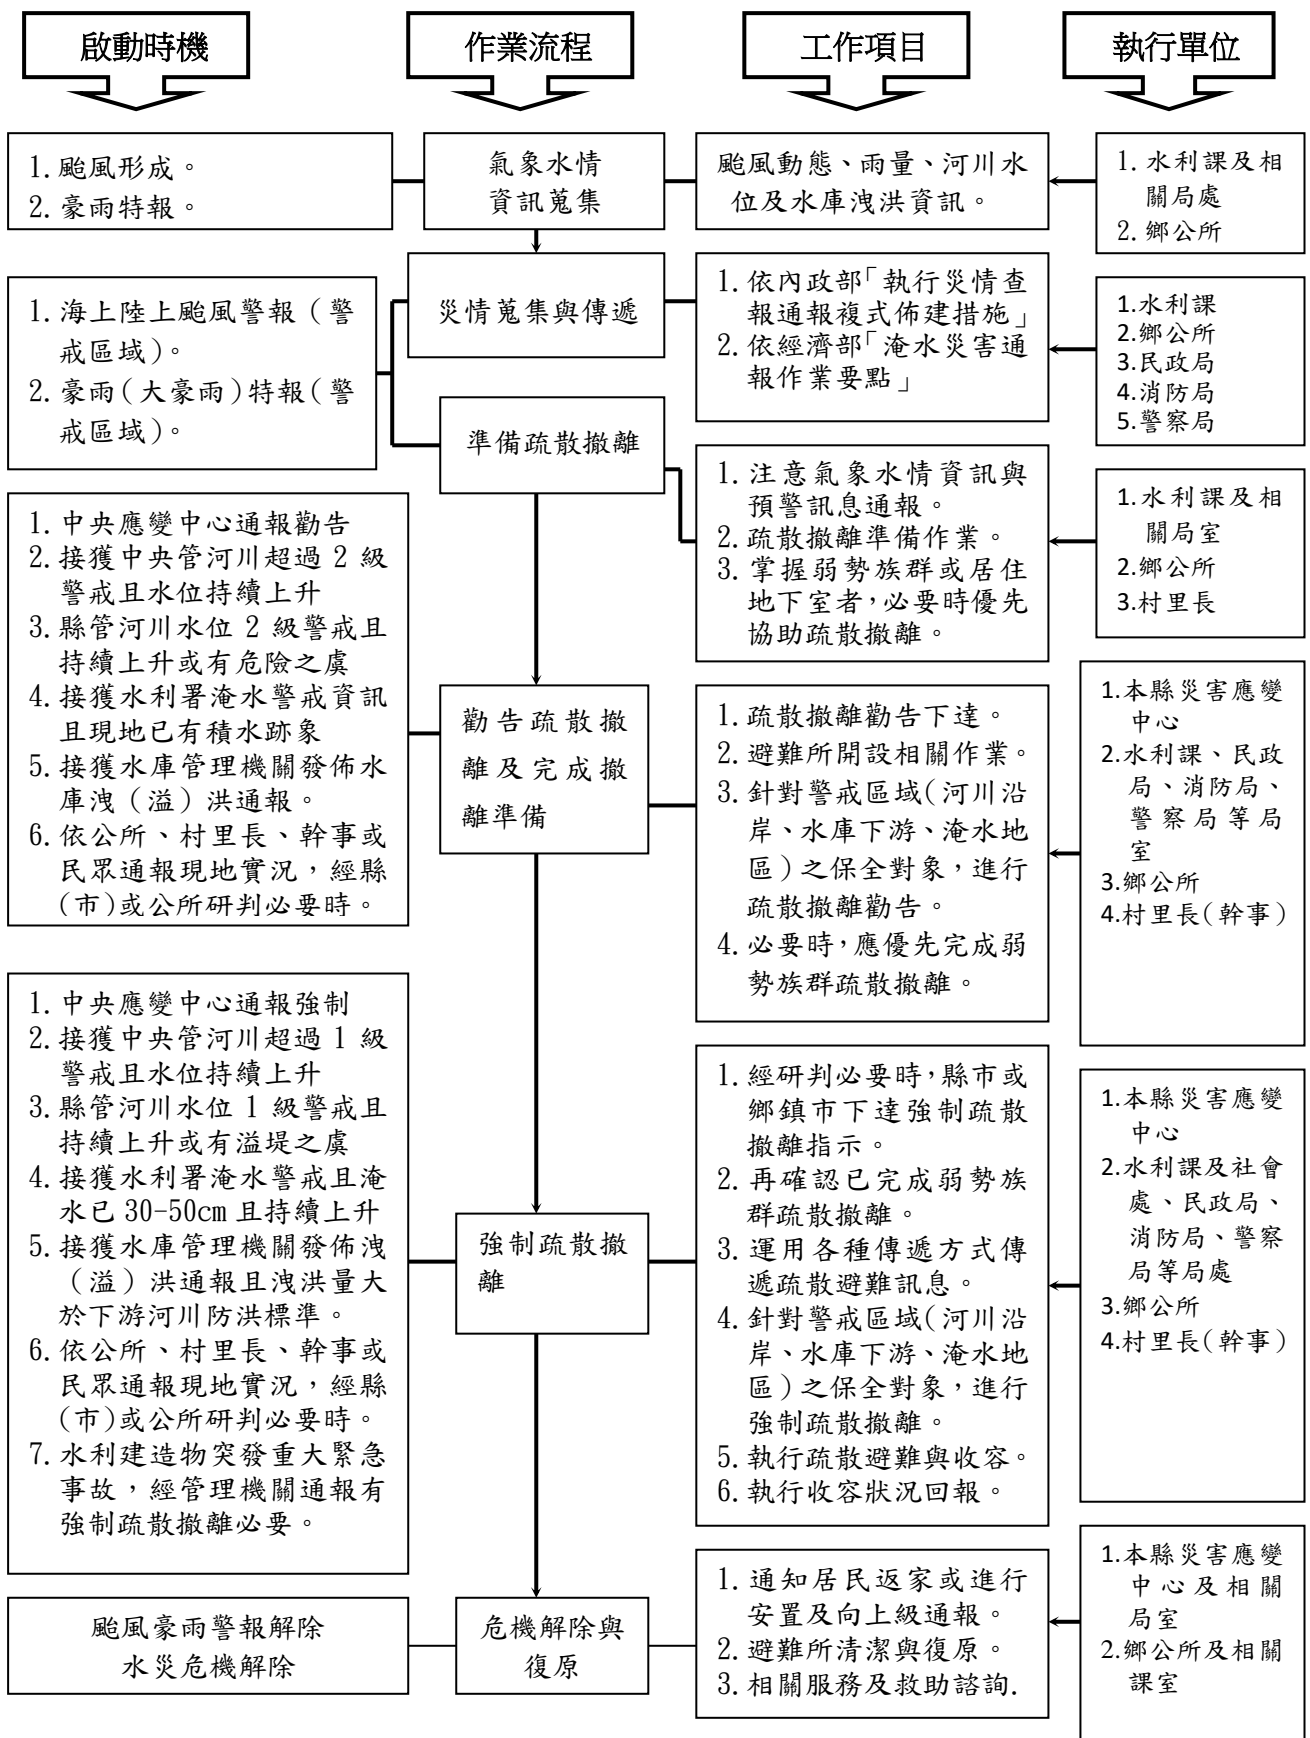 啟動時機
作業流程
工作項目
執行單位
1.颱風形成。
2.豪雨特報。
氣象水情
資訊蒐集
颱風動態、雨量、河川水
位及水庫洩洪資訊。
1.水利課及相
關局處
2.鄉公所
1.海上陸上颱風警報（警
戒區域）。
2.豪雨（大豪雨）特報（警
戒區域）。
災情蒐集與傳遞
1.依內政部「執行災情查
報通報複式佈建措施」
2.依經濟部「淹水災害通
報作業要點」
1.水利課
2.鄉公所
3.民政局
4.消防局
5.警察局
準備疏散撤離
1.注意氣象水情資訊與
預警訊息通報。
2.疏散撤離準備作業。
3.掌握弱勢族群或居住
地下室者，必要時優先
協助疏散撤離。
1.水利課及相
關局室
2.鄉公所
3.村里長
1.中央應變中心通報勸告
2.接獲中央管河川超過 2 級
警戒且水位持續上升
3.縣管河川水位 2 級警戒且
持續上升或有危險之虞
4.接獲水利署淹水警戒資訊
且現地已有積水跡象
5.接獲水庫管理機關發佈水
庫洩（溢）洪通報。
6.依公所、村里長、幹事或
民眾通報現地實況，經縣
(市)或公所研判必要時。
勸告疏散撤
離及完成撤
離準備
1.疏散撤離勸告下達。
2.避難所開設相關作業。
3.針對警戒區域(河川沿
岸、水庫下游、淹水地
區）之保全對象，進行
疏散撤離勸告。
4.必要時，應優先完成弱
勢族群疏散撤離。
1.本縣災害應變
中心
2.水利課、民政
局、消防局、
警察局等局
室
3.鄉公所
4.村里長(幹事）
1.中央應變中心通報強制
2.接獲中央管河川超過 1 級
警戒且水位持續上升
3.縣管河川水位 1 級警戒且
持續上升或有溢堤之虞
4.接獲水利署淹水警戒且淹
水已 30-50cm 且持續上升
5.接獲水庫管理機關發佈洩
（溢）洪通報且洩洪量大
於下游河川防洪標準。
6.依公所、村里長、幹事或
民眾通報現地實況，經縣
(市)或公所研判必要時。
7.水利建造物突發重大緊急
事故，經管理機關通報有
強制疏散撤離必要。
強制疏散撤
離
1.經研判必要時，縣市或
鄉鎮市下達強制疏散
撤離指示。
2.再確認已完成弱勢族
群疏散撤離。
3.運用各種傳遞方式傳
遞疏散避難訊息。
4.針對警戒區域(河川沿
岸、水庫下游、淹水地
區）之保全對象，進行
強制疏散撤離。
5.執行疏散避難與收容。
6.執行收容狀況回報。
1.本縣災害應變
中心
2.水利課及社會
處、民政局、
消防局、警察
局等局處
3.鄉公所
4.村里長(幹事）
颱風豪雨警報解除
水災危機解除
危機解除與
復原
1.通知居民返家或進行
安置及向上級通報。
2.避難所清潔與復原。
3.相關服務及救助諮詢.
1.本縣災害應變
中心及相關
局室
2.鄉公所及相關
課室